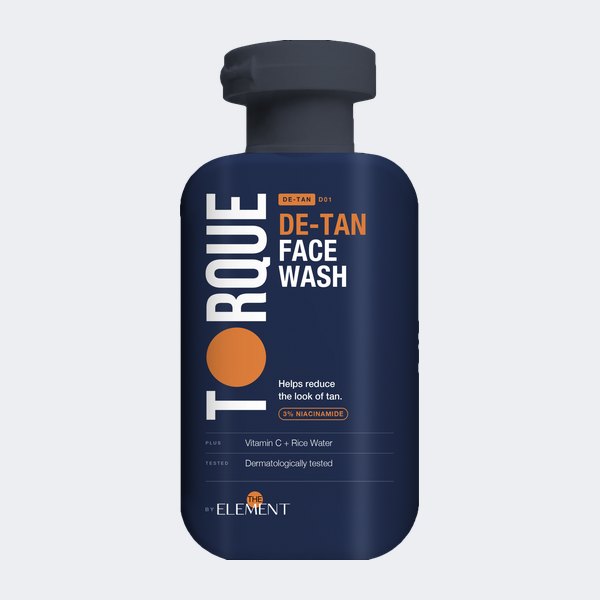 TORQUE
DE-TAN D01
DE-TAN
FACE
WASH
Helps reduce
the look of tan.
3% NIACINAMIDE
PLUS Vitamin C + Rice Water
TESTED Dermatologically tested
BY THE ELEMENT